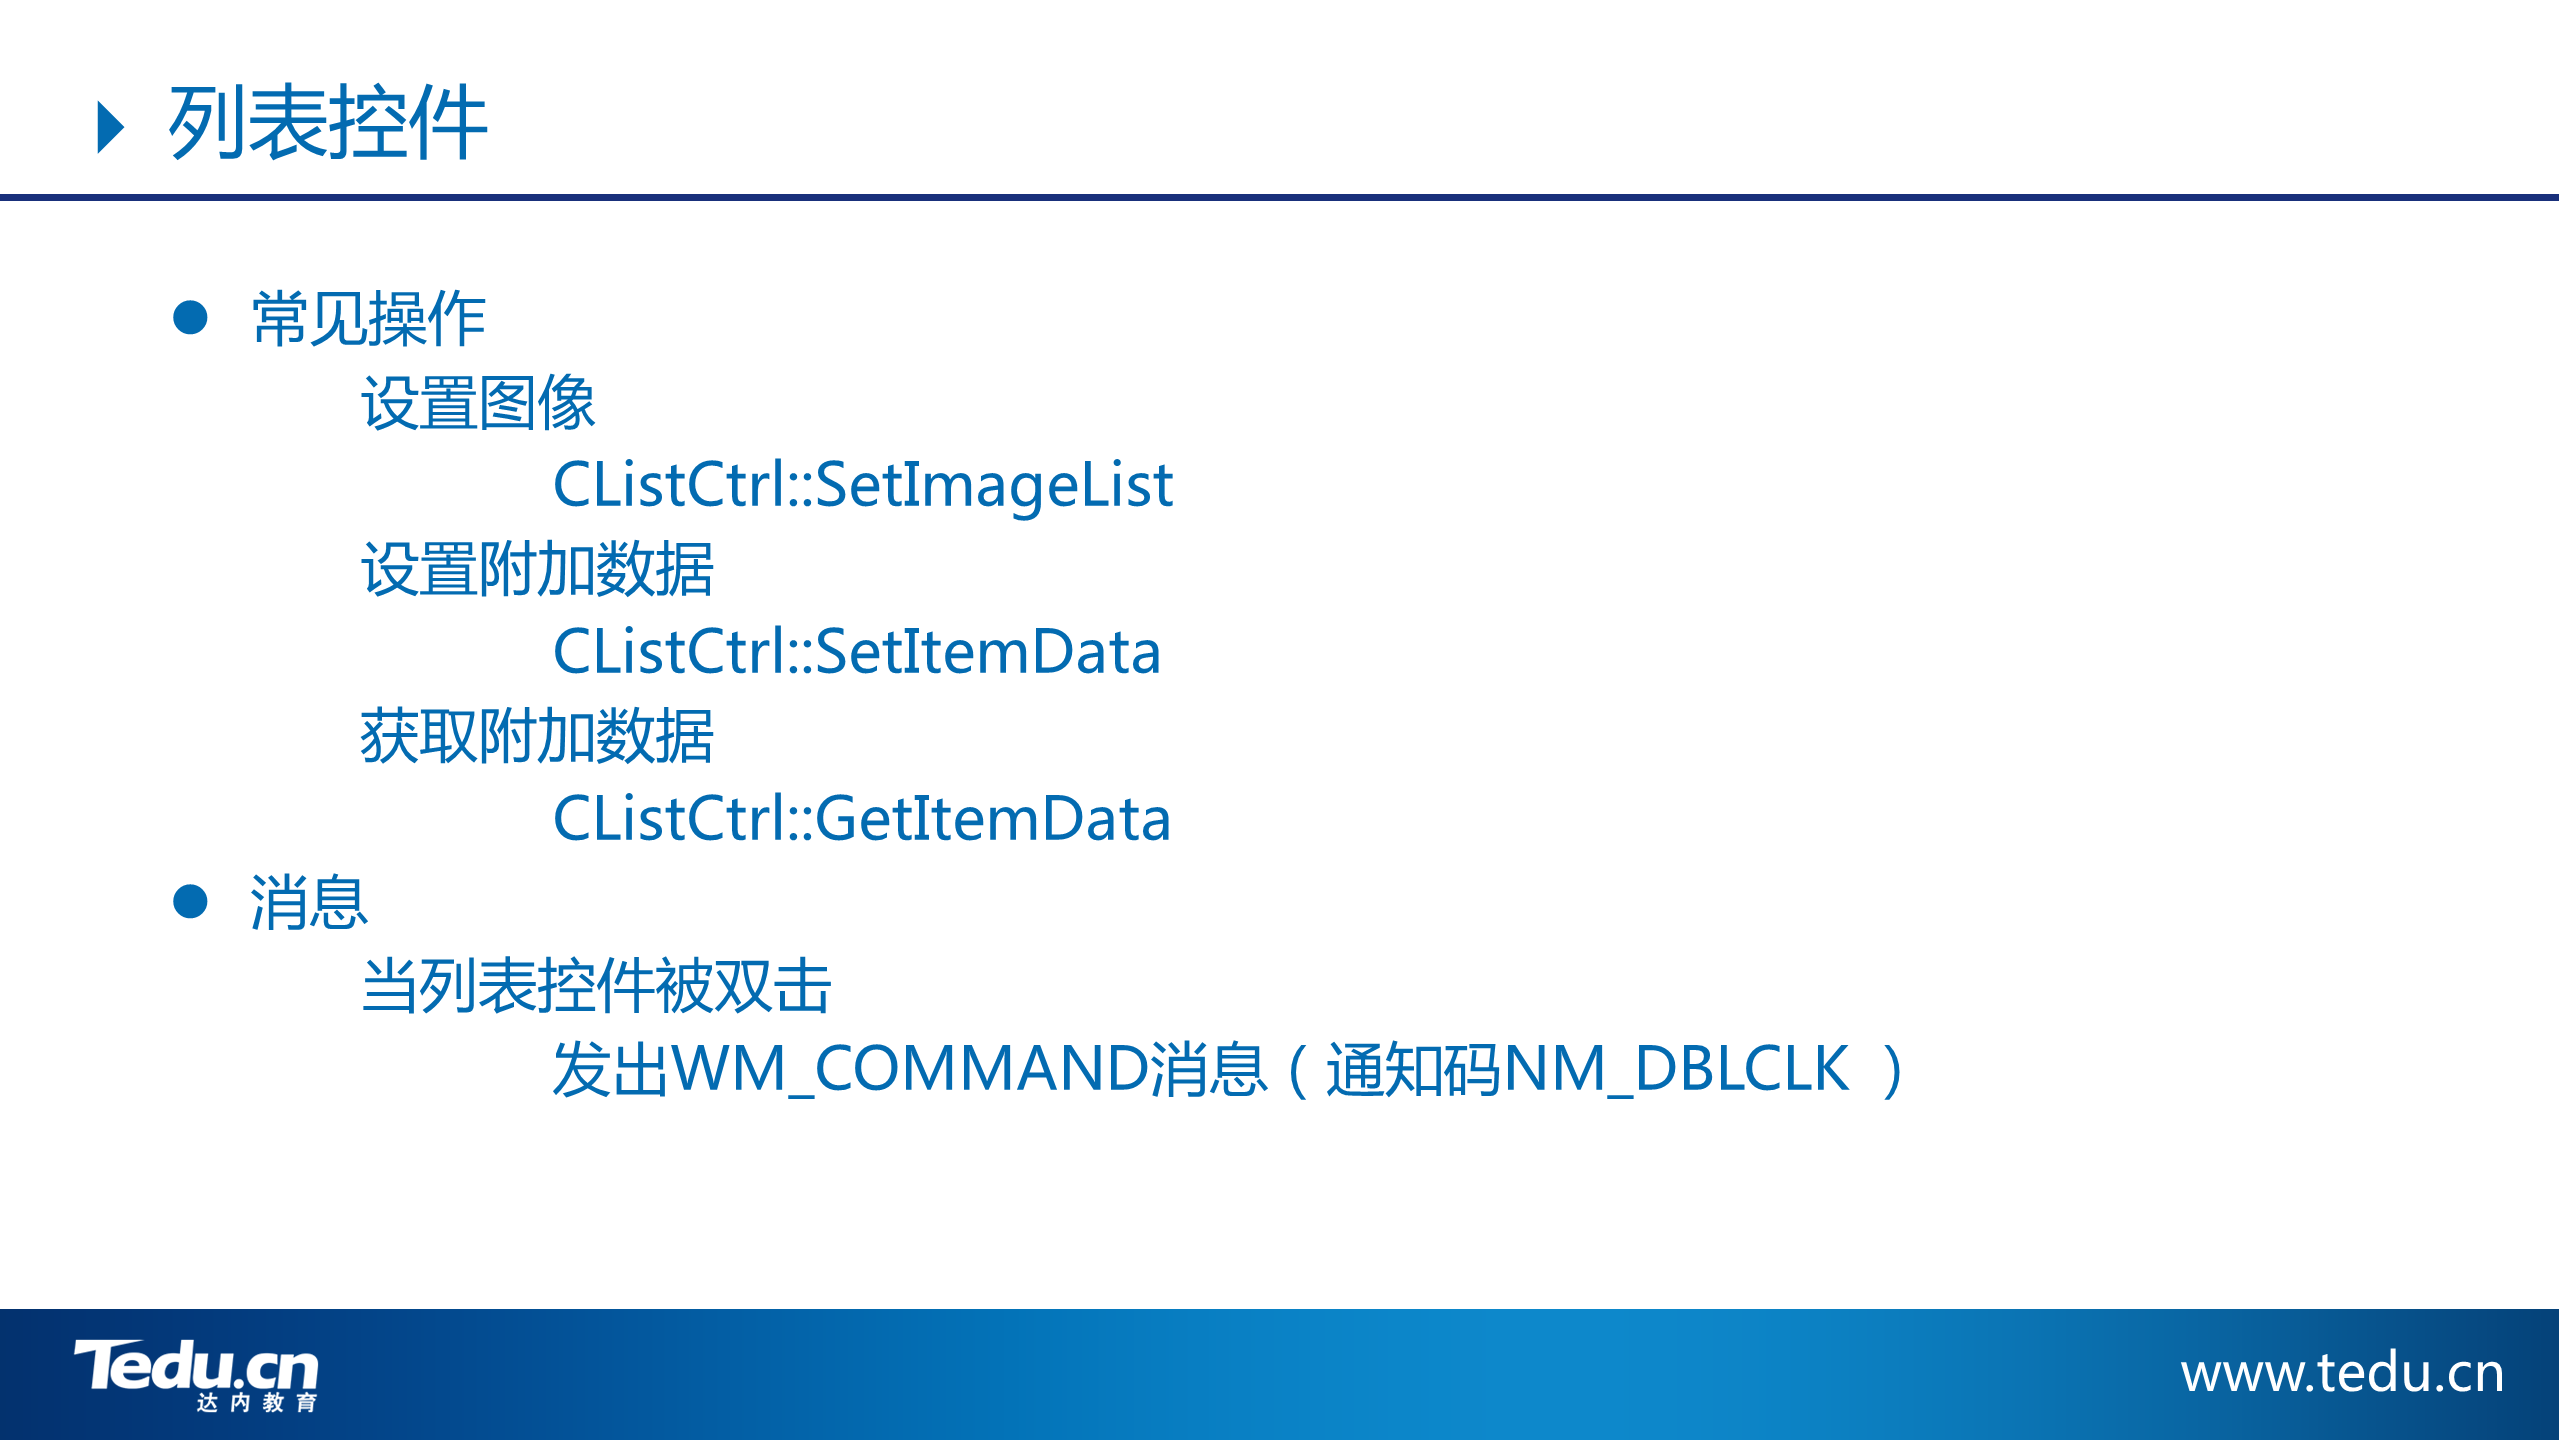 列表控件
常见操作
设置图像
CListCtrl::SetImageList
设置附加数据
CListCtrl::SetItemData
获取附加数据
CListCtrl::GetItemData
消息
当列表控件被双击
发出WM_COMMAND消息（通知码NM_DBLCLK ）
Tedu.cn
达内教育
www.tedu.cn